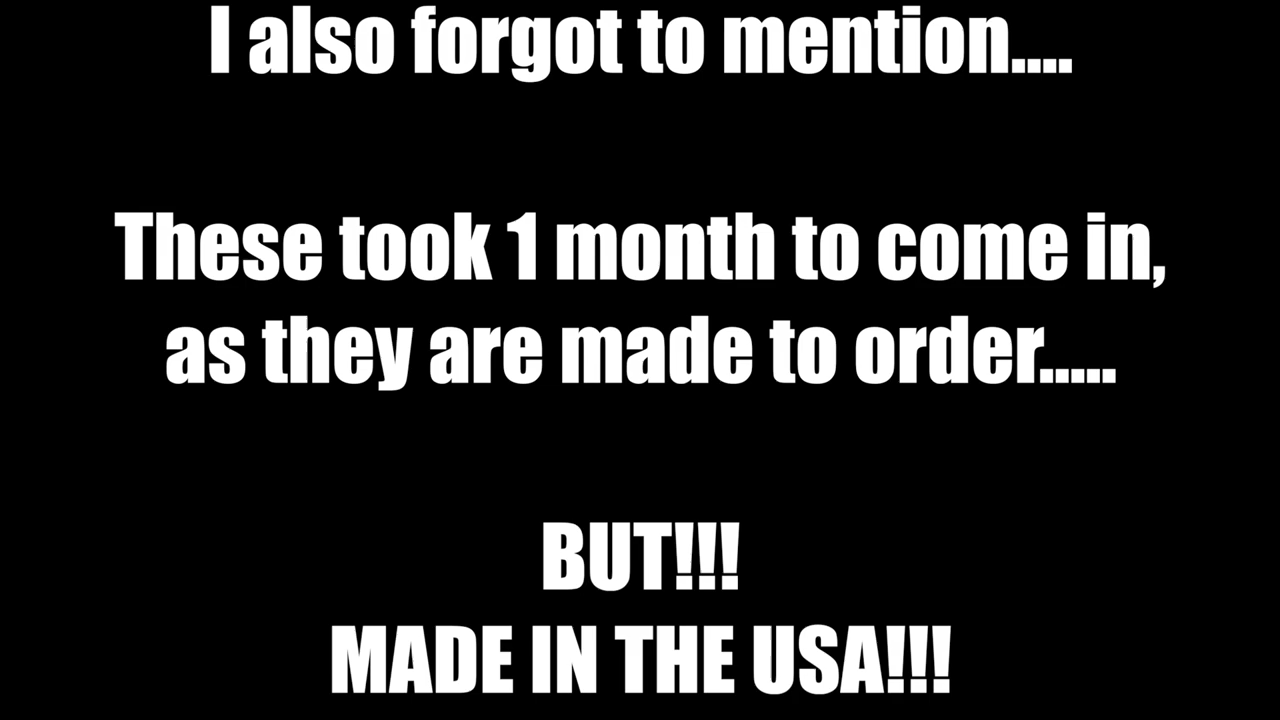 I also forgot to mention....
These took 1 month to come in,
as they are made to order.....
BUT!!!
MADE IN THE USA!!!